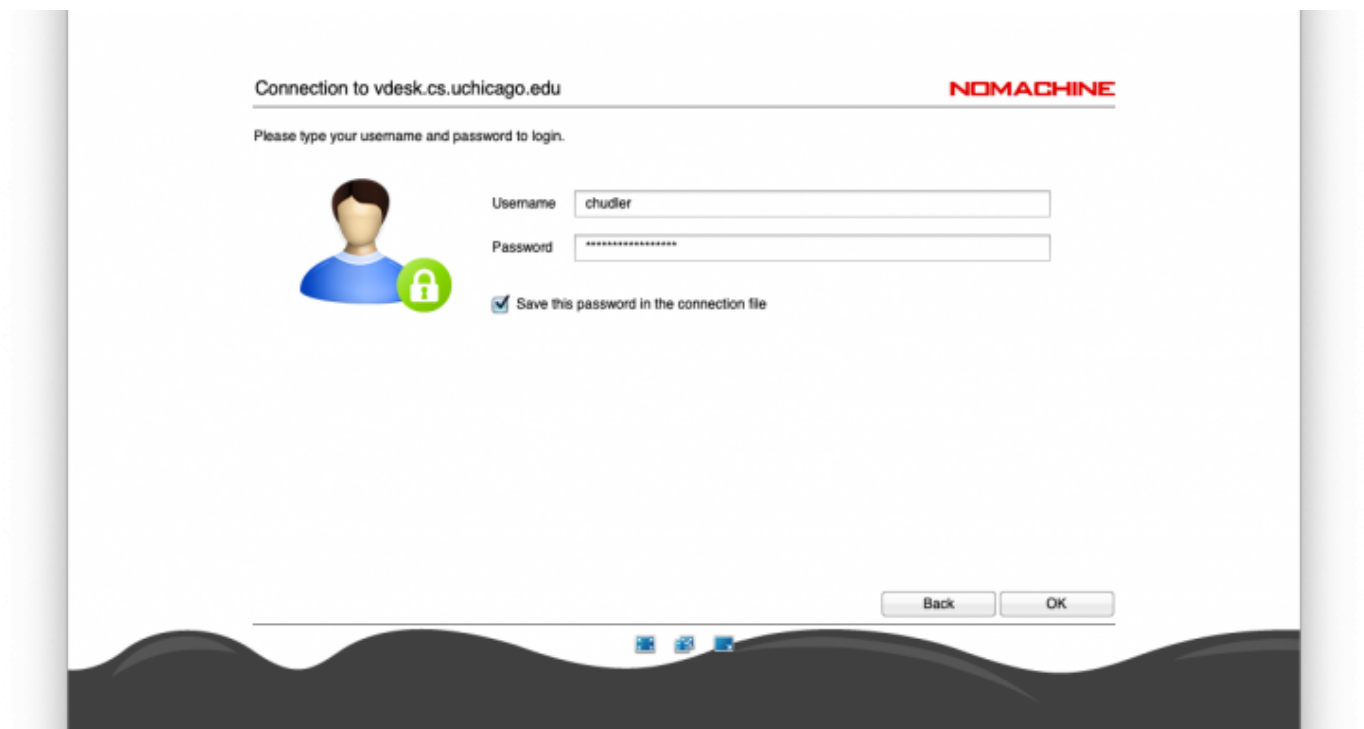 Connection to vdesk.cs.uchicago.edu NOMACHINE
Please type your username and password to login.
Username chudler
Password *****************
Save this password in the connection file
Back OK